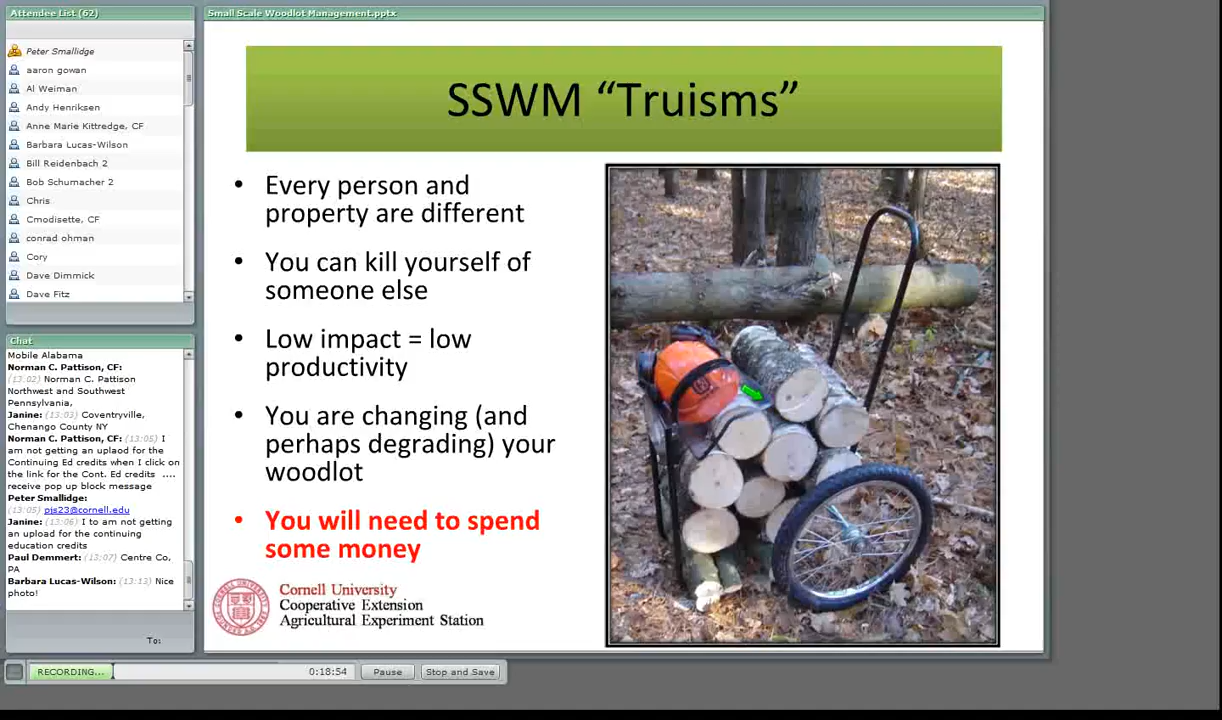 Attendee List (62)
Peter Smallidge
aaron gowan
Al Weiman
Andy Henriksen
Anne Marie Kittredge, CF
Barbara Lucas-Wilson
Bill Reidenbach 2
Bob Schumacher 2
Chris
Cmodisette, CF
conrad ohman
Cory
Dave Dimmick
Dave Fitz
Chat
Mobile Alabama
Norman C. Pattison, CF:
(13:02) Norman C. Pattison
Northwest and Southwest
Pennsylvania,
Janine: (13:03) Coventryville,
Chenango County NY
Norman C. Pattison, CF: (13:05) I
am not getting an uplaod for the
Continuing Ed credits when I click on
the link for the Cont. Ed credits ....
receive pop up block message
Peter Smallidge:
(13:05) pjs23@cornell.edu
Janine: (13:06) I to am not getting
an upload for the continuing
education credits
Paul Demmert: (13:07) Centre Co,
PA
Barbara Lucas-Wilson: (13:13) Nice
photo!
To:
Small Scale Woodlot Management.pptx
SSWM “Truisms”
• Every person and
property are different
• You can kill yourself of
someone else
• Low impact = low
productivity
• You are changing (and
perhaps degrading) your
woodlot
• You will need to spend
some money
Cornell University
Cooperative Extension
Agricultural Experiment Station
RECORDING...
0:18:54
Pause
Stop and Save